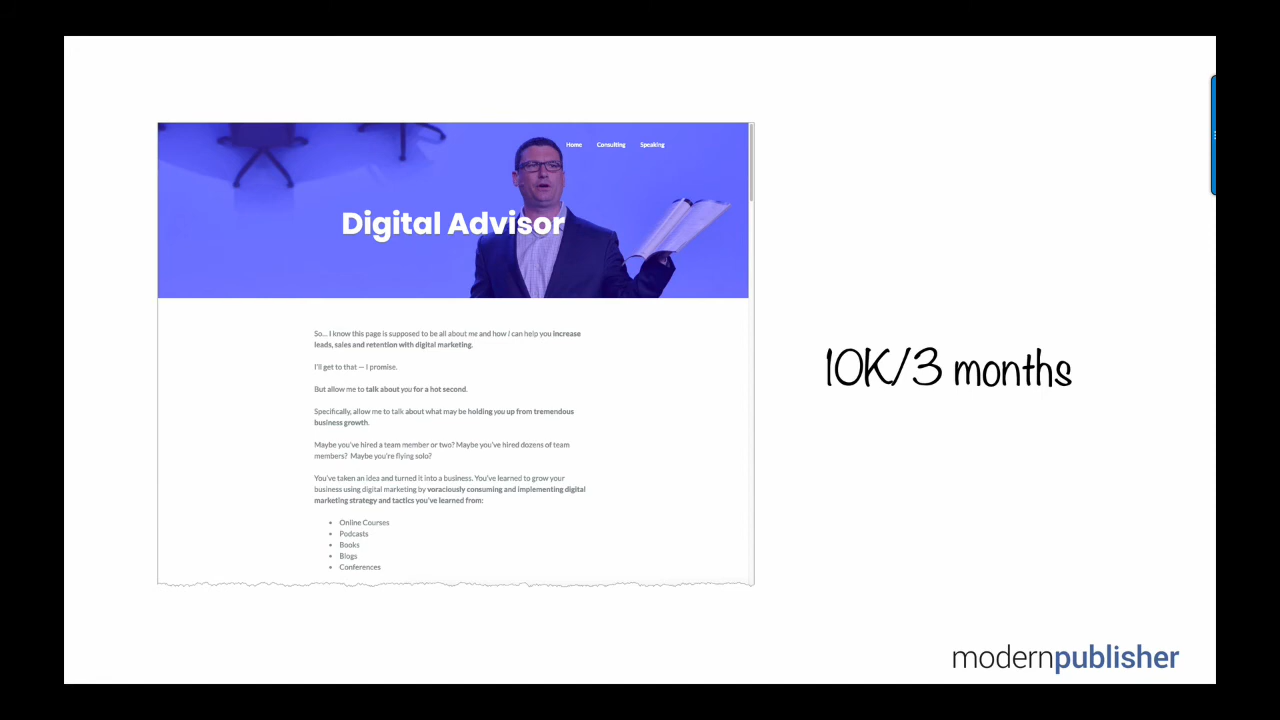 Home Consulting Speaking
Digital Advisor
So... I know this page is supposed to be all about me and how I can help you increase
leads, sales and retention with digital marketing.
I'll get to that — I promise.
But allow me to talk about you for a hot second.
Specifically, allow me to talk about what may be holding you up from tremendous
business growth.
Maybe you've hired a team member or two? Maybe you've hired dozens of team
members? Maybe you're flying solo?
You've taken an idea and turned it into a business. You've learned to grow your
business using digital marketing by voraciously consuming and implementing digital
marketing strategy and tactics you've learned from:
• Online Courses
• Podcasts
• Books
• Blogs
• Conferences
10K/3 months
modernpublisher